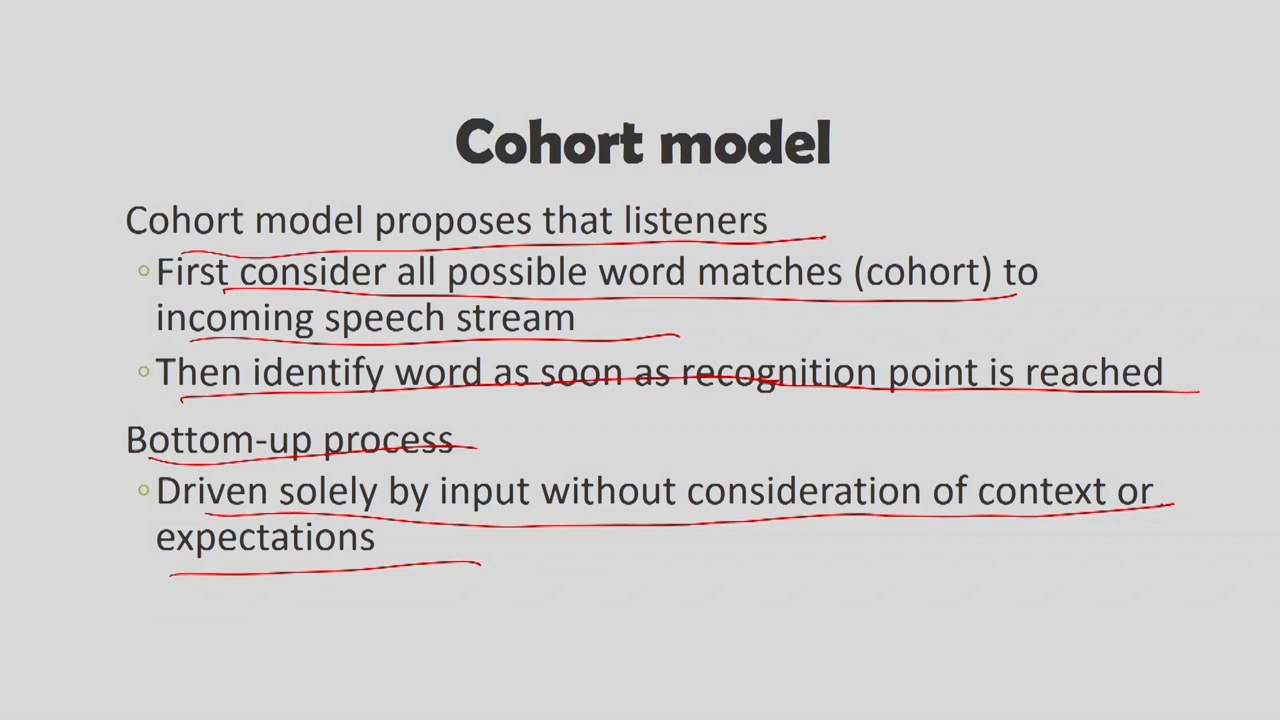 Cohort model
Cohort model proposes that listeners
First consider all possible word matches (cohort) to
incoming speech stream
Then identify word as soon as recognition point is reached
Bottom-up process
Driven solely by input without consideration of context or
expectations